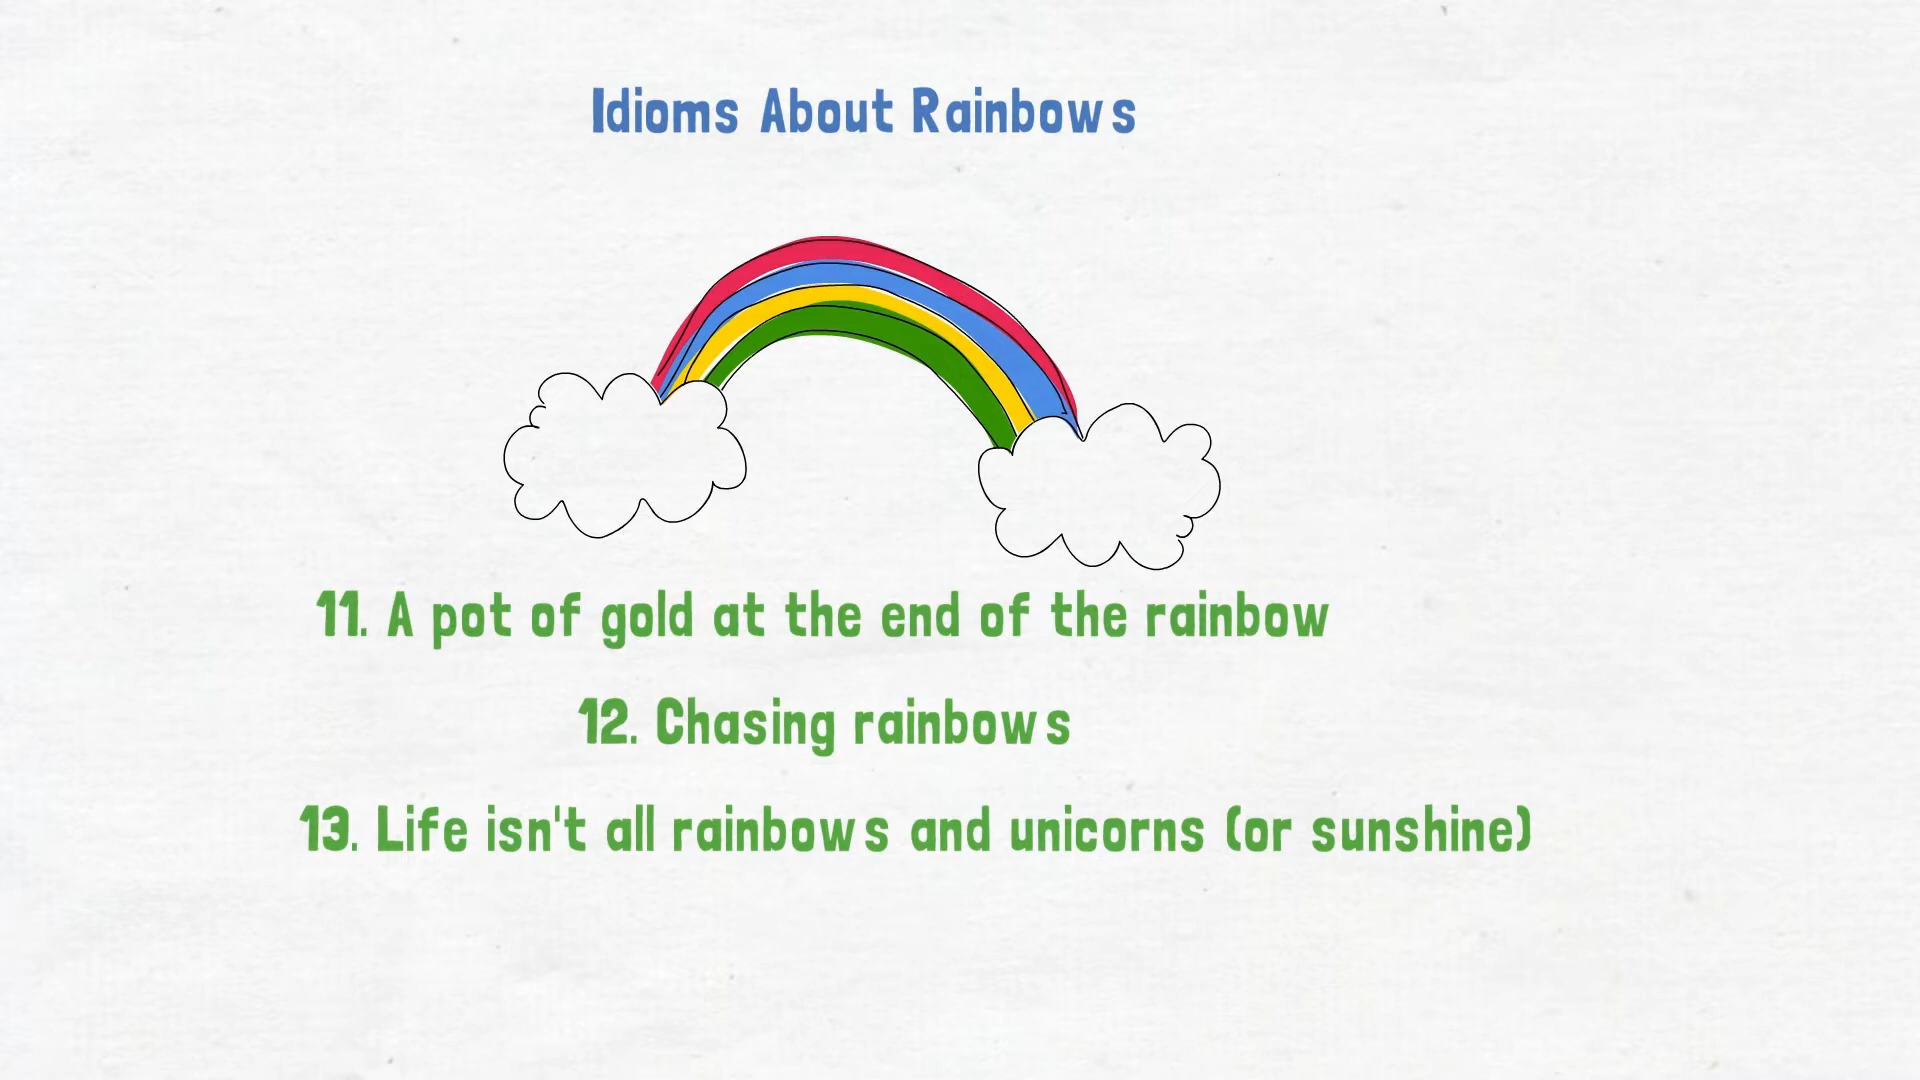 Idioms About Rainbows
11. A pot of gold at the end of the rainbow
12. Chasing rainbows
13. Life isn't all rainbows and unicorns (or sunshine)